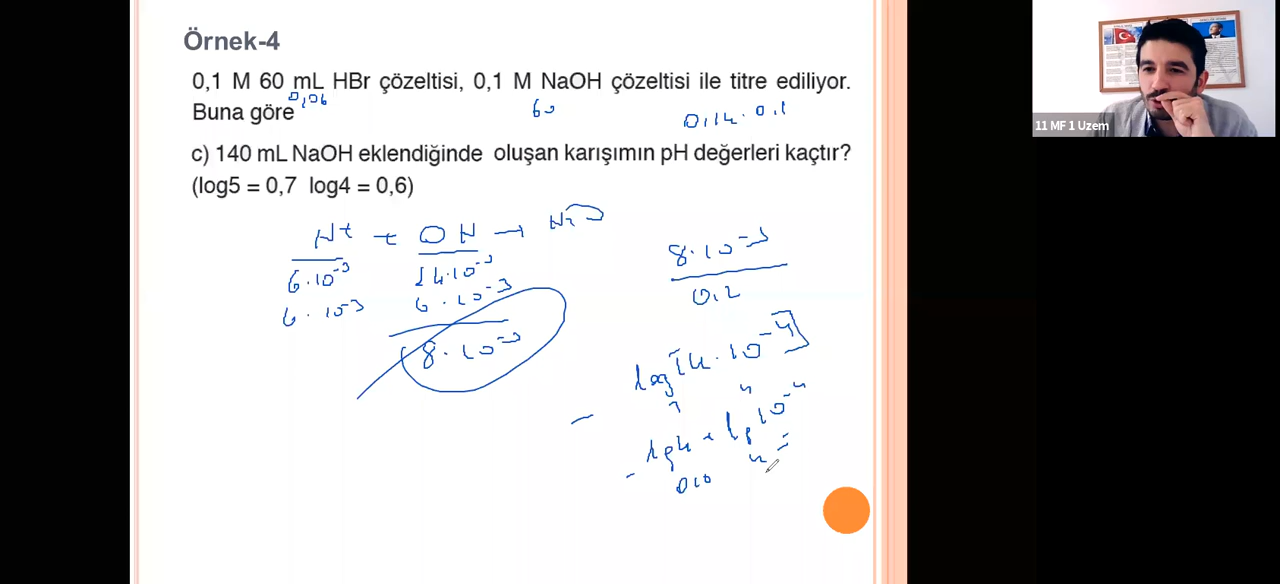 Örnek-4
0,1 M 60 mL HBr çözeltisi, 0,1 M NaOH çözeltisi ile titre ediliyor.
0,06
Buna göre
60
0,14 · 0,1
c) 140 mL NaOH eklendiğinde oluşan karışımın pH değerleri kaçtır?
(log5 = 0,7 log4 = 0,6)
H+ + OH → H2O
6·10-3 14·10-3
6·10-3 6·10-3
8·10-3
8·10-3
0,2
log[4·10-4]
11 MF 1 Uzem